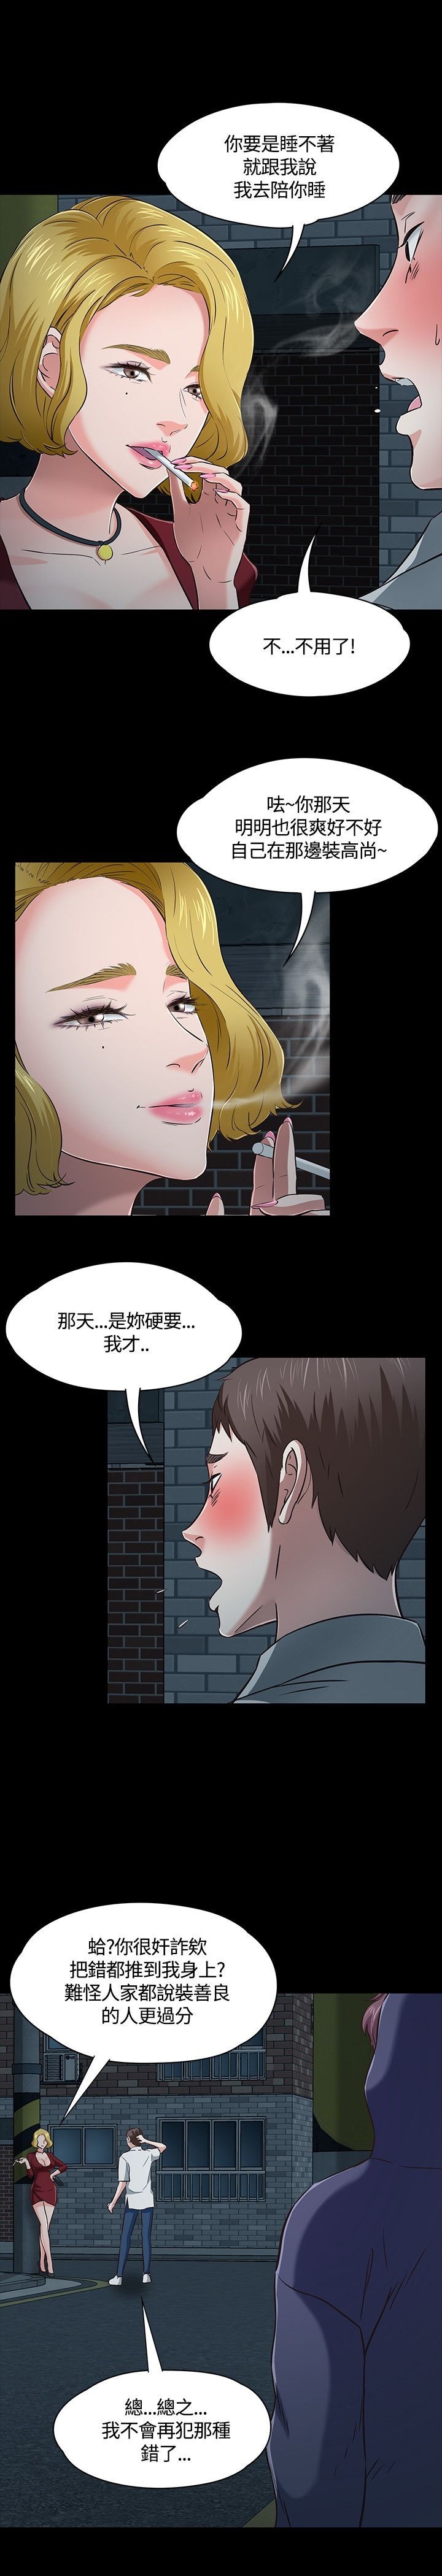 你要是睡不著
就跟我說
我去陪你睡
不...不用了!
呿~你那天
明明也很爽好不好
自己在那邊裝高尚~
那天...是妳硬要...
我才..
蛤?你很奸詐欸
把錯都推到我身上?
難怪人家都說裝善良
的人更過分
總...總之...
我不會再犯那種
錯了...